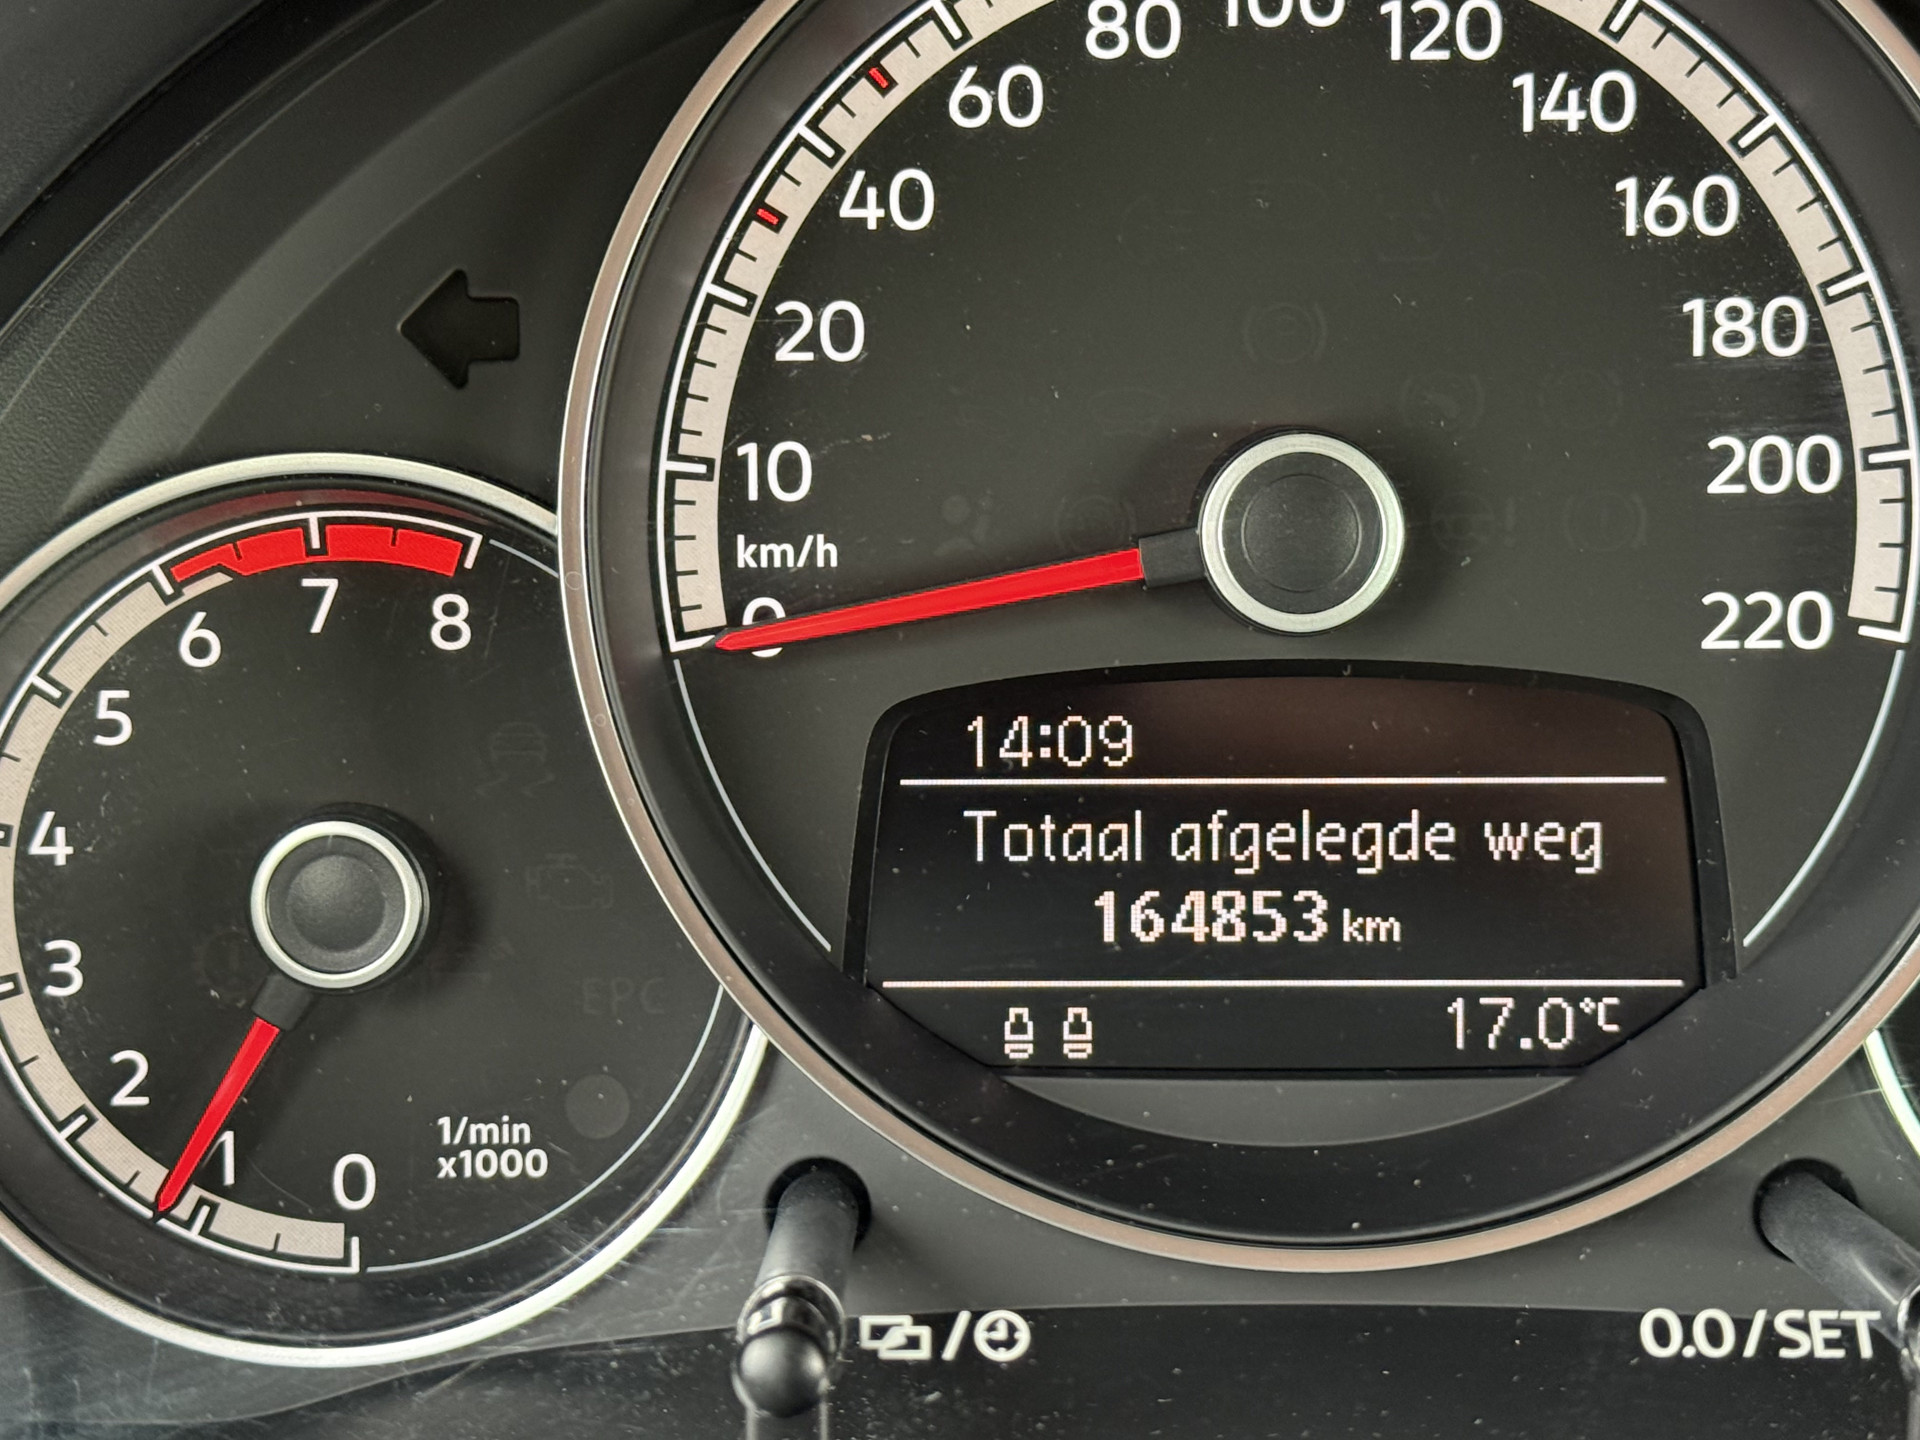 80 100 120
60 140
40 160
20 180
10 200
km/h
0 220
14:09
Totaal afgelegde weg
164853 km
17.0°C
7
6 8
5
4
3
EPC
2
1
0
1/min
x1000
0.0/SET